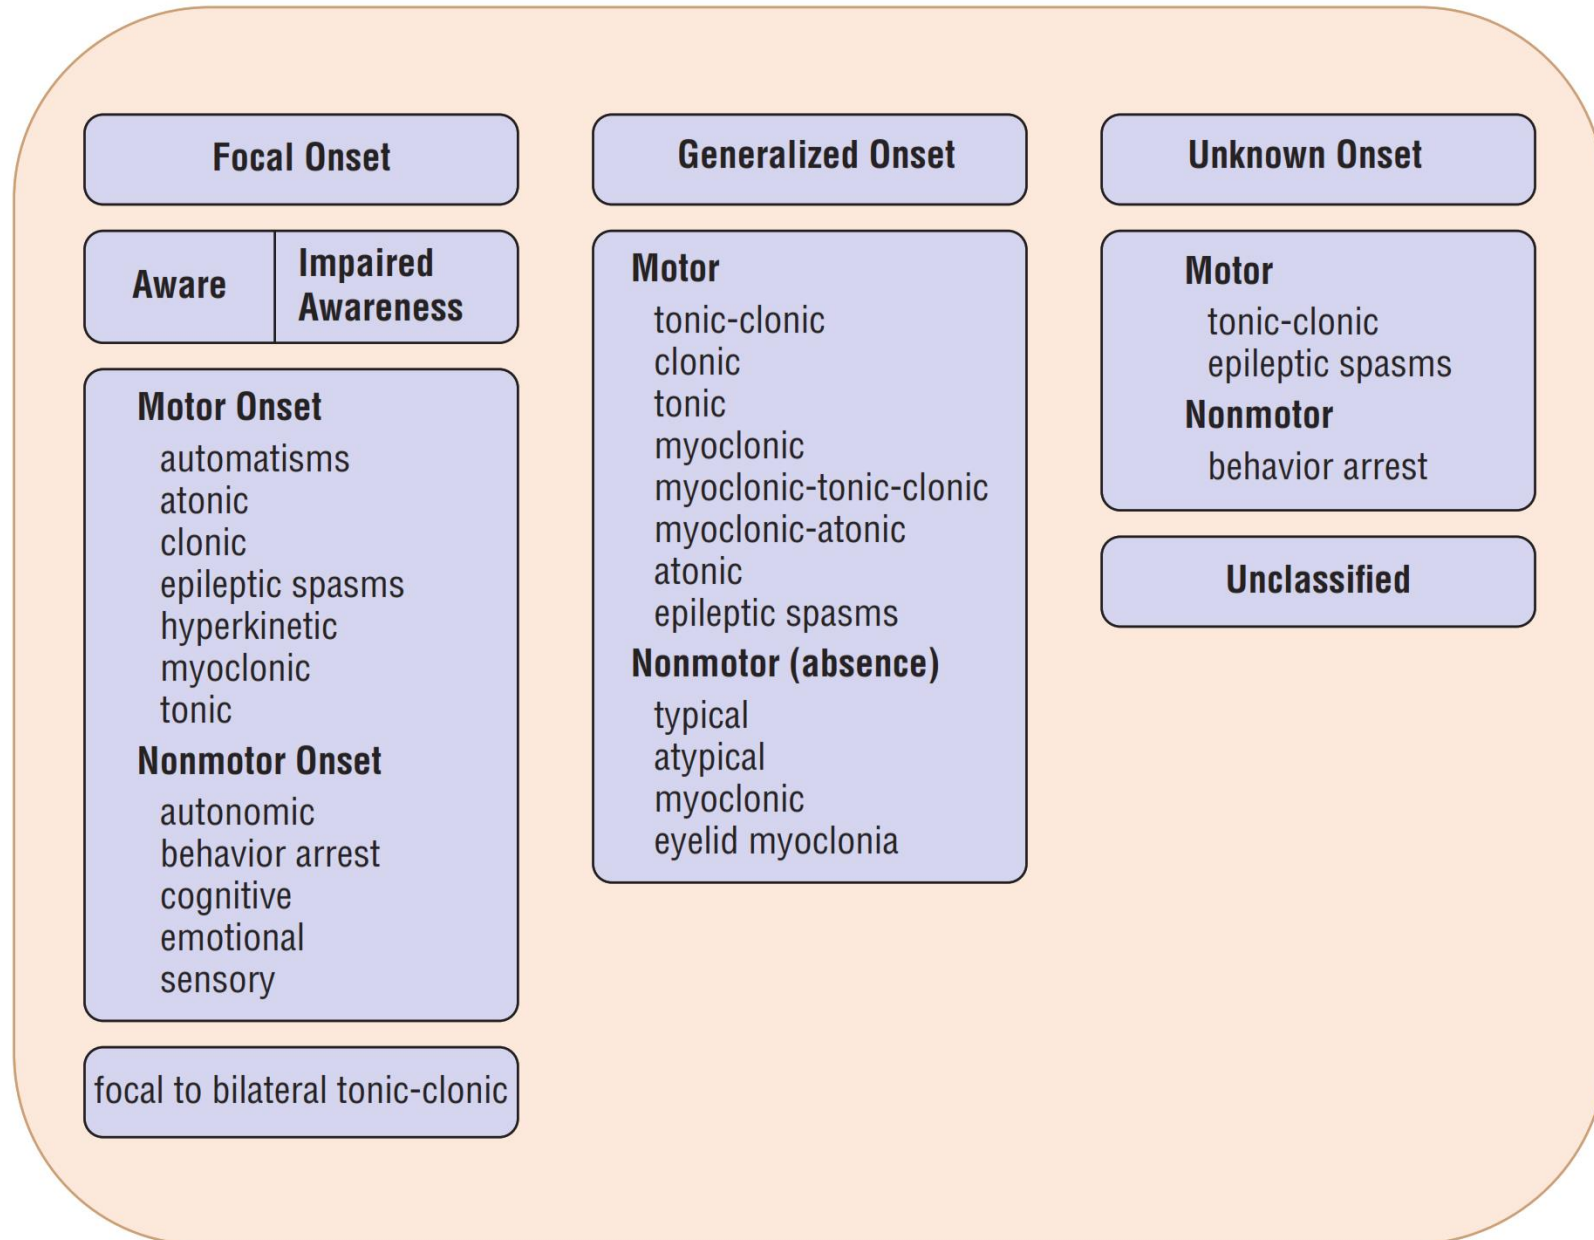 Focal Onset
Aware
Impaired
Awareness
Motor Onset
automatisms
atonic
clonic
epileptic spasms
hyperkinetic
myoclonic
tonic
Nonmotor Onset
autonomic
behavior arrest
cognitive
emotional
sensory
focal to bilateral tonic-clonic
Generalized Onset
Motor
tonic-clonic
clonic
tonic
myoclonic
myoclonic-tonic-clonic
myoclonic-atonic
atonic
epileptic spasms
Nonmotor (absence)
typical
atypical
myoclonic
eyelid myoclonia
Unknown Onset
Motor
tonic-clonic
epileptic spasms
Nonmotor
behavior arrest
Unclassified